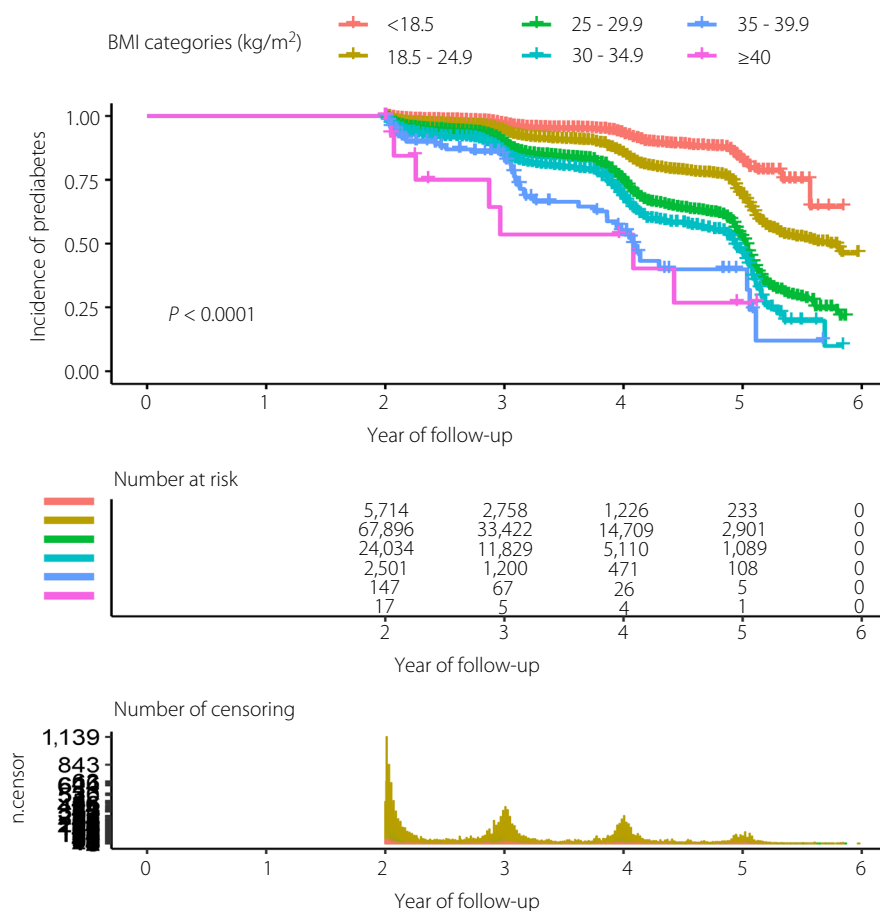 BMI categories (kg/m²)
<18.5
25 - 29.9
35 - 39.9
18.5 - 24.9
30 - 34.9
≥40
Incidence of prediabetes
1.00
0.75
0.50
0.25
0.00
P < 0.0001
0 1 2 3 4 5 6
Year of follow-up
Number at risk
5,714 2,758 1,226 233 0
67,896 33,422 14,709 2,901 0
24,034 11,829 5,110 1,089 0
2,501 1,200 471 108 0
147 67 26 5 0
17 5 4 1 0
2 3 4 5 6
Year of follow-up
Number of censoring
n.censor
1,139
843
0 1 2 3 4 5 6
Year of follow-up